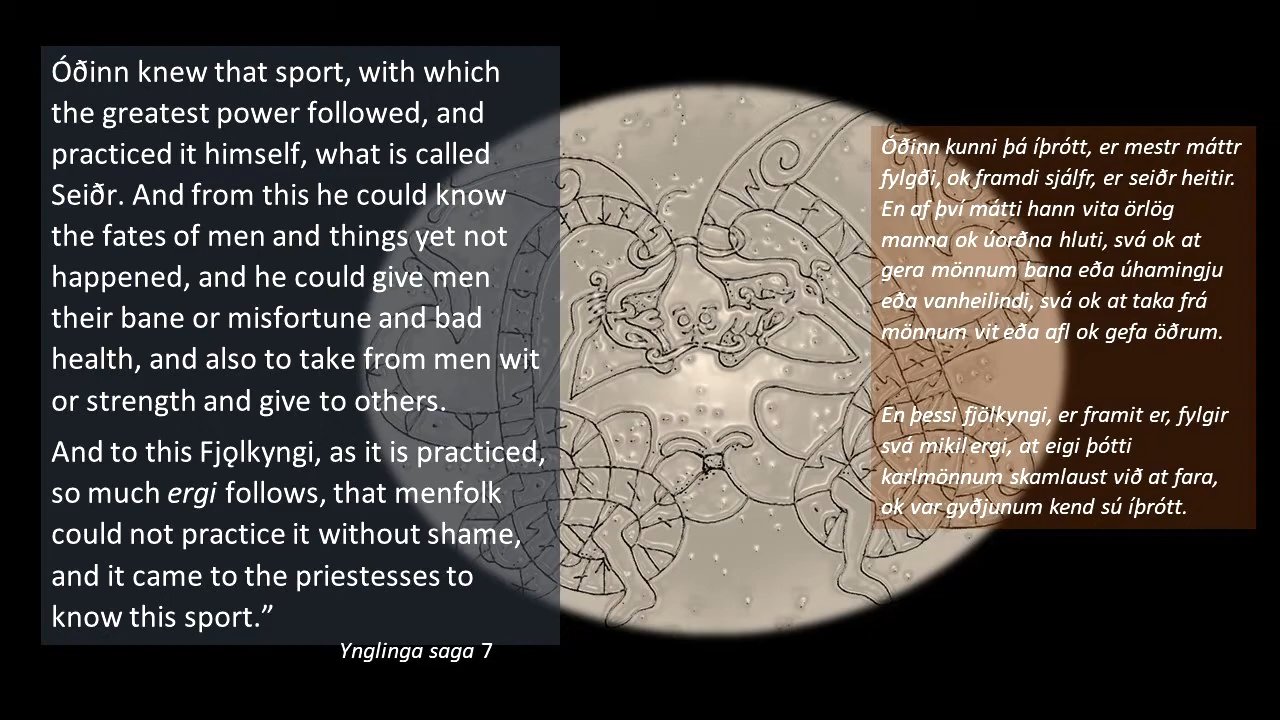 Óðinn knew that sport, with which
the greatest power followed, and
practiced it himself, what is called
Seiðr. And from this he could know
the fates of men and things yet not
happened, and he could give men
their bane or misfortune and bad
health, and also to take from men wit
or strength and give to others.
And to this Fjǫlkyngi, as it is practiced,
so much ergi follows, that menfolk
could not practice it without shame,
and it came to the priestesses to
know this sport.”
Ynglinga saga 7
Óðinn kunni þá íþrótt, er mestr máttr
fylgði, ok framdi sjálfr, er seiðr heitir.
En af því mátti hann vita örlög
manna ok úorðna hluti, svá ok at
gera mönnum bana eða úhamingju
eða vanheilindi, svá ok at taka frá
mönnum vit eða afl ok gefa öðrum.
En þessi fjölkyngi, er framit er, fylgir
svá mikil ergi, at eigi þótti
karlmönnum skamlaust við at fara,
ok var gyðjunum kend sú íþrótt.